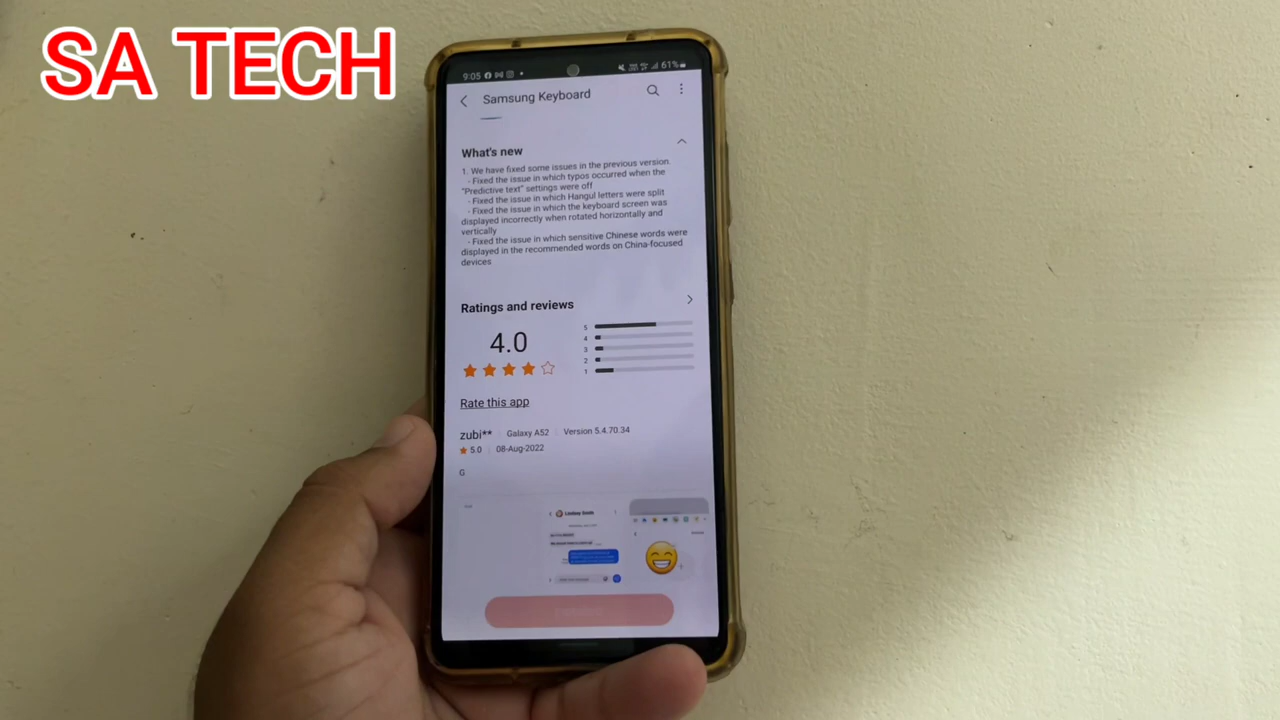 SA TECH
9:05
61%
Samsung Keyboard
What's new
1. We have fixed some issues in the previous version.
- Fixed the issue in which typos occurred when the
"Predictive text" settings were off
- Fixed the issue in which Hangul letters were split
- Fixed the issue in which the keyboard screen was
displayed incorrectly when rotated horizontally and
vertically
- Fixed the issue in which sensitive Chinese words were
displayed in the recommended words on China-focused
devices
Ratings and reviews
4.0
5
4
3
2
1
Rate this app
zubi** Galaxy A52 Version 5.4.70.34
5.0 08-Aug-2022
G